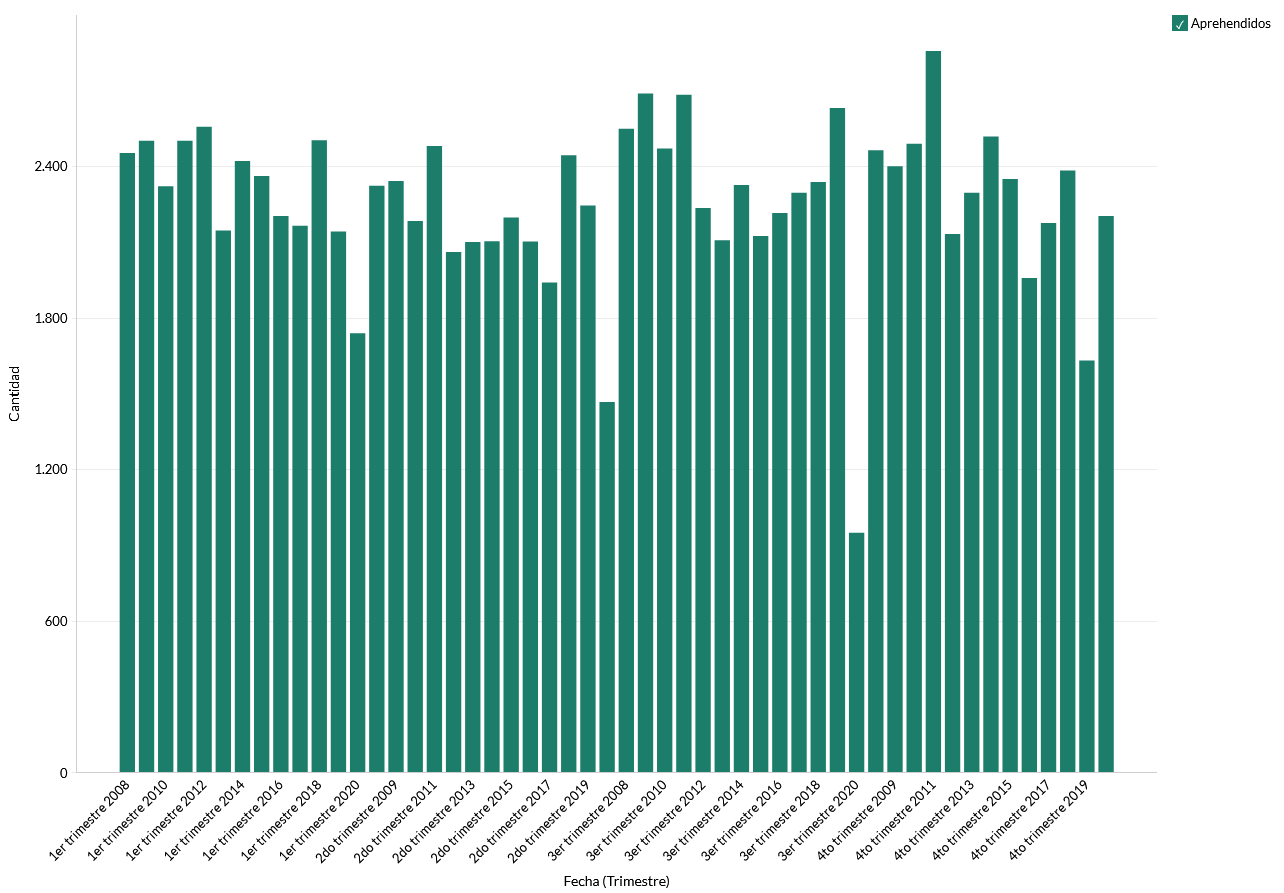 ✓ Aprehendidos
2.400
1.800
1.200
600
0
Cantidad
1er trimestre 2008
1er trimestre 2010
1er trimestre 2012
1er trimestre 2014
1er trimestre 2016
1er trimestre 2018
1er trimestre 2020
2do trimestre 2009
2do trimestre 2011
2do trimestre 2013
2do trimestre 2015
2do trimestre 2017
2do trimestre 2019
3er trimestre 2008
3er trimestre 2010
3er trimestre 2012
3er trimestre 2014
3er trimestre 2016
3er trimestre 2018
3er trimestre 2020
4to trimestre 2009
4to trimestre 2011
4to trimestre 2013
4to trimestre 2015
4to trimestre 2017
4to trimestre 2019
Fecha (Trimestre)